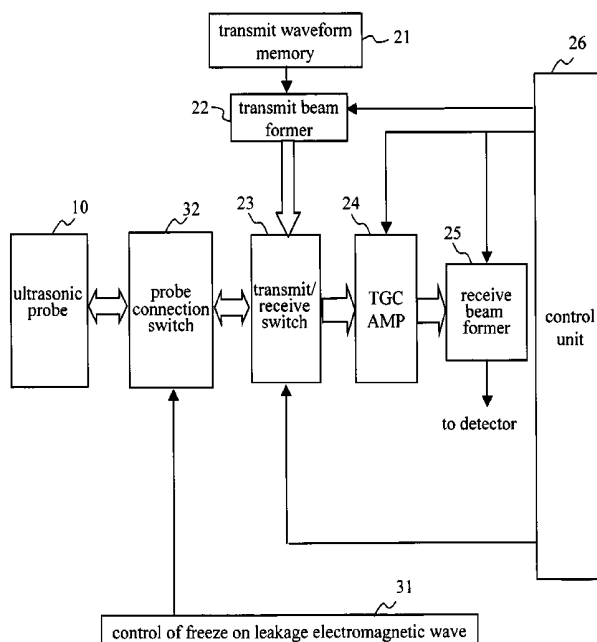 transmit waveform
memory
21
26
22
transmit beam
former
10
32
23
24
25
ultrasonic
probe
probe
connection
switch
transmit/
receive
switch
TGC
AMP
receive
beam
former
control
unit
to detector
31
control of freeze on leakage electromagnetic wave